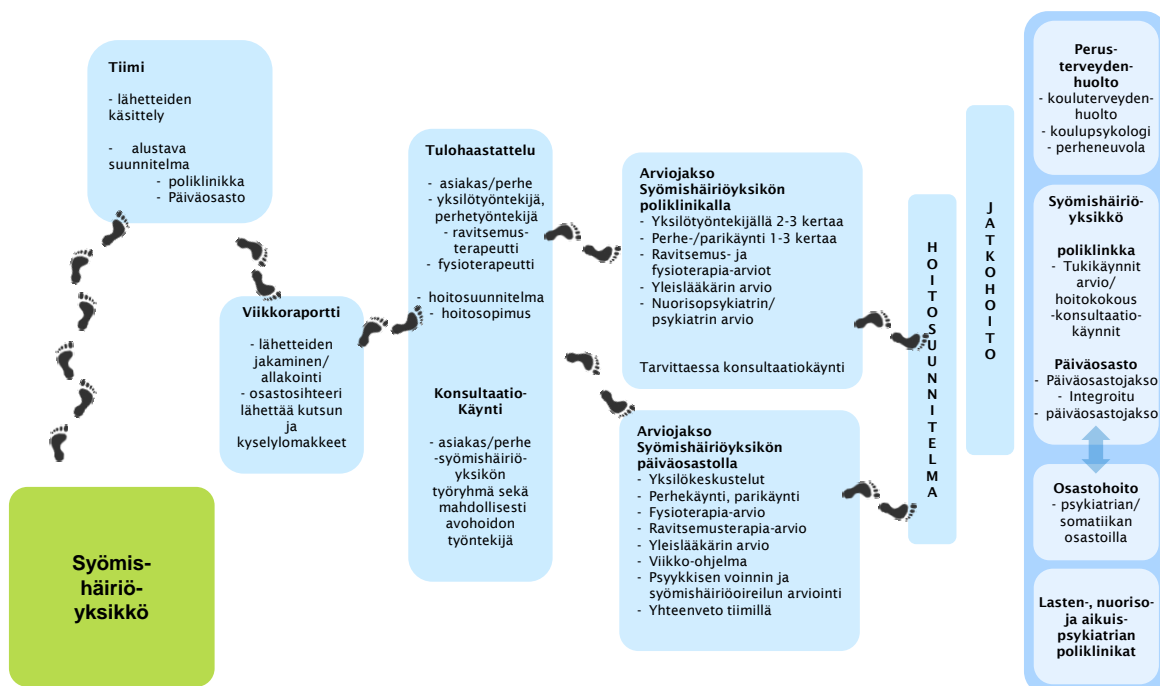 Tiimi
- lähetteiden
käsittely
- alustava
suunnitelma
- poliklinikka
- Päiväosasto
Viikkoraportti
- lähetteiden
jakaminen/
allakointi
- osastosihteeri
lähettää kutsun
ja
kyselylomakkeet
Syömis-
häiriö-
yksikkö
Tulohaastattelu
- asiakas/perhe
- yksilötyöntekijä,
perhetyöntekijä
- ravitsemus-
terapeutti
- fysioterapeutti
- hoitosuunnitelma
- hoitosopimus
Konsultaatio-
Käynti
- asiakas/perhe
-syömishäiriö-
yksikön
työryhmä sekä
mahdollisesti
avohoidon
työntekijä
Arviojakso
Syömishäiriöyksikön
poliklinikalla
- Yksilötyöntekijällä 2-3 kertaa
- Perhe-/parikäynti 1-3 kertaa
- Ravitsemus- ja
fysioterapia-arviot
- Yleislääkärin arvio
- Nuorisopsykiatrin/
psykiatrin arvio
Tarvittaessa konsultaatiokäynti
Arviojakso
Syömishäiriöyksikön
päiväosastolla
- Yksilökeskustelut
- Perhekäynti, parikäynti
- Fysioterapia-arvio
- Ravitsemusterapia-arvio
- Yleislääkärin arvio
- Viikko-ohjelma
- Psyykkisen voinnin ja
syömishäiriöoireilun arviointi
- Yhteenveto tiimillä
HOITOSUUNNITELMA
JATKOHOITO
Perus-
terveyden-
huolto
- kouluterveyden-
huolto
- koulupsykologi
- perheneuvola
Syömishäiriö-
yksikkö
poliklinkka
- Tukikäynnit
arvio/
hoitokokous
-konsultaatio-
käynnit
Päiväosasto
- Päiväosastojakso
- Integroitu
- päiväosastojakso
Osastohoito
- psykiatrian/
somatiikan
osastoilla
Lasten-, nuoriso-
ja aikuis-
psykiatrian
poliklinikat